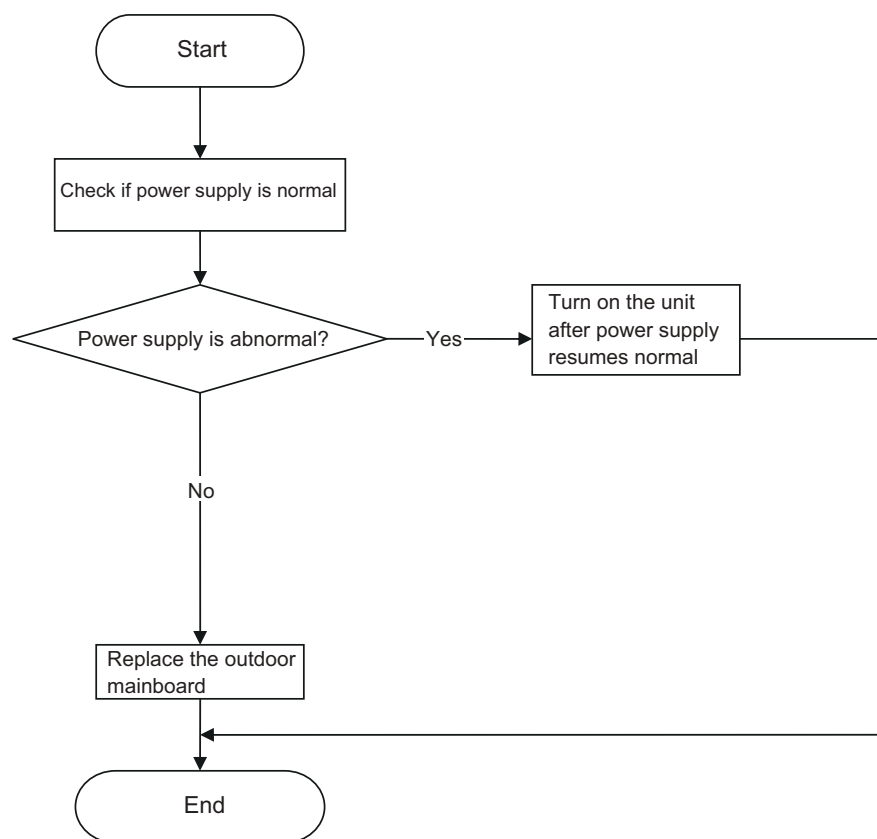 Start
Check if power supply is normal
Power supply is abnormal?
Yes
Turn on the unit
after power supply
resumes normal
No
Replace the outdoor
mainboard
End